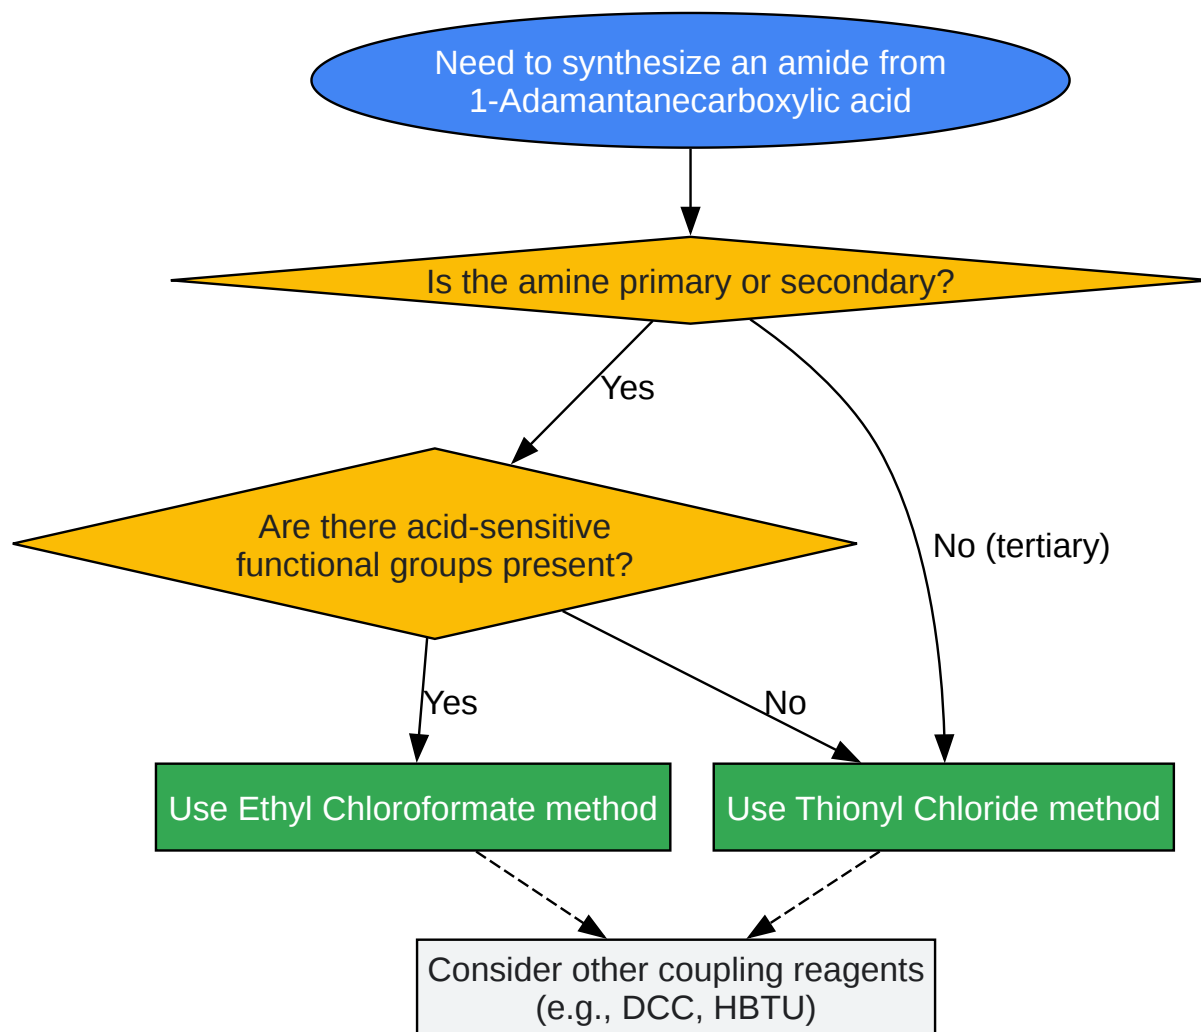 Need to synthesize an amide from
1-Adamantanecarboxylic acid
Is the amine primary or secondary?
Yes
No (tertiary)
Are there acid-sensitive
functional groups present?
Yes
No
Use Ethyl Chloroformate method
Use Thionyl Chloride method
Consider other coupling reagents
(e.g., DCC, HBTU)